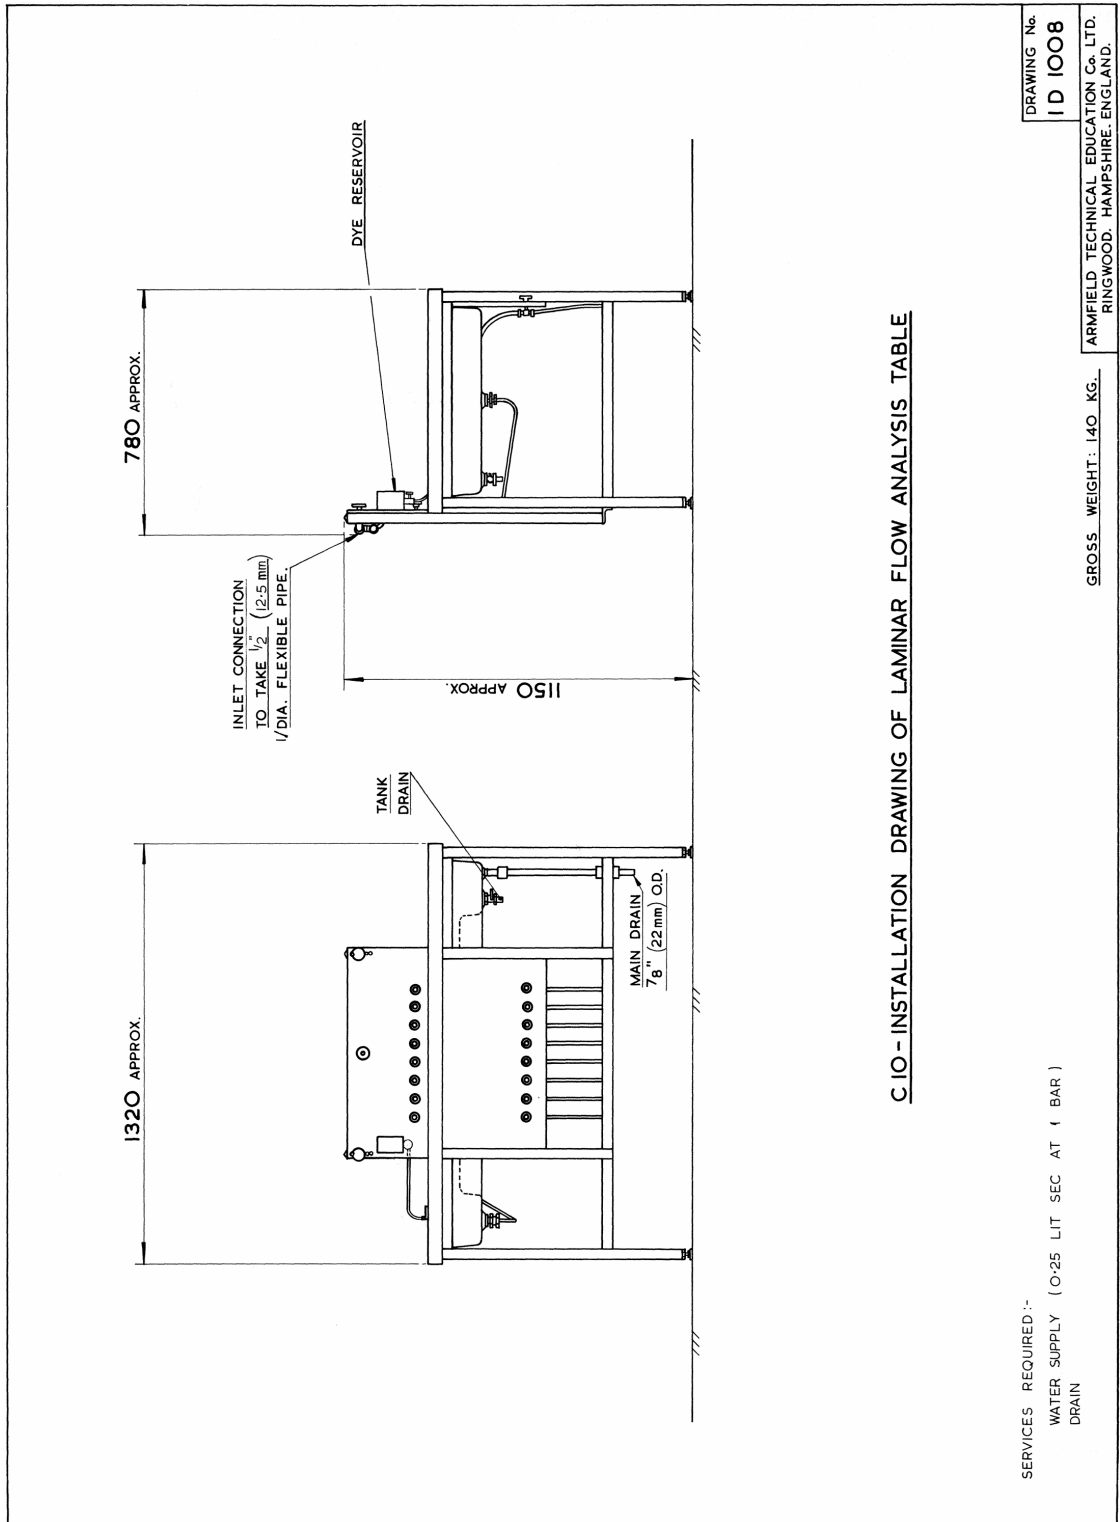 1320 APPROX.
780 APPROX.
INLET CONNECTION
TO TAKE 1/2" (12·5 mm)
I/DIA. FLEXIBLE PIPE.
DYE RESERVOIR
TANK
DRAIN
1150 APPROX.
MAIN DRAIN
7/8" (22mm) O.D.
C10-INSTALLATION DRAWING OF LAMINAR FLOW ANALYSIS TABLE
SERVICES REQUIRED:-
WATER SUPPLY (0·25 LIT SEC AT 1 BAR)
DRAIN
GROSS WEIGHT: 140 KG.
DRAWING No.
ID 1008
ARMFIELD TECHNICAL EDUCATION Co. LTD.
RINGWOOD. HAMPSHIRE. ENGLAND.